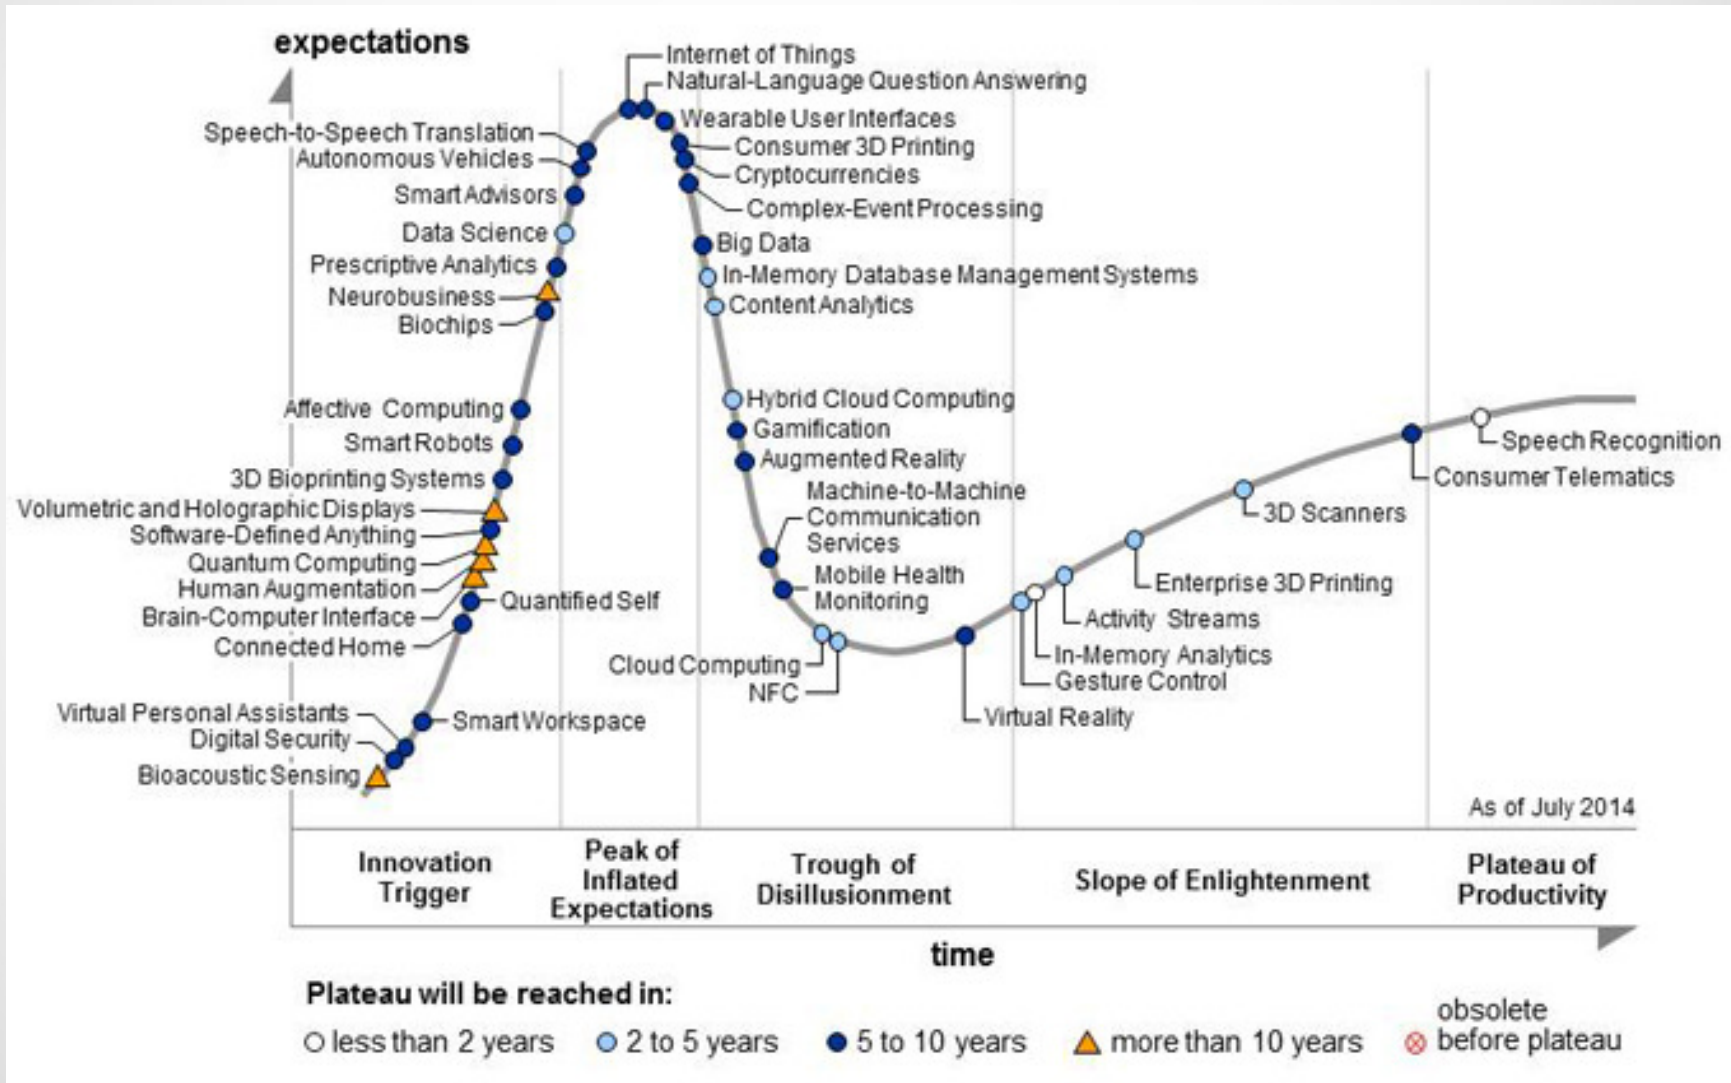 expectations
Internet of Things
Natural-Language Question Answering
Wearable User Interfaces
Consumer 3D Printing
Cryptocurrencies
Complex-Event Processing
Speech-to-Speech Translation
Autonomous Vehicles
Smart Advisors
Data Science
Prescriptive Analytics
Neurobusiness
Biochips
Big Data
In-Memory Database Management Systems
Content Analytics
Affective Computing
Smart Robots
3D Bioprinting Systems
Volumetric and Holographic Displays
Software-Defined Anything
Quantum Computing
Human Augmentation
Brain-Computer Interface
Connected Home
Quantified Self
Virtual Personal Assistants
Digital Security
Bioacoustic Sensing
Smart Workspace
Hybrid Cloud Computing
Gamification
Augmented Reality
Machine-to-Machine
Communication
Services
Mobile Health
Monitoring
Cloud Computing
NFC
Virtual Reality
Gesture Control
In-Memory Analytics
Activity Streams
Enterprise 3D Printing
3D Scanners
Consumer Telematics
Speech Recognition
As of July 2014
Innovation
Trigger
Peak of
Inflated
Expectations
Trough of
Disillusionment
Slope of Enlightenment
Plateau of
Productivity
time
Plateau will be reached in:
less than 2 years
2 to 5 years
5 to 10 years
more than 10 years
obsolete
before plateau